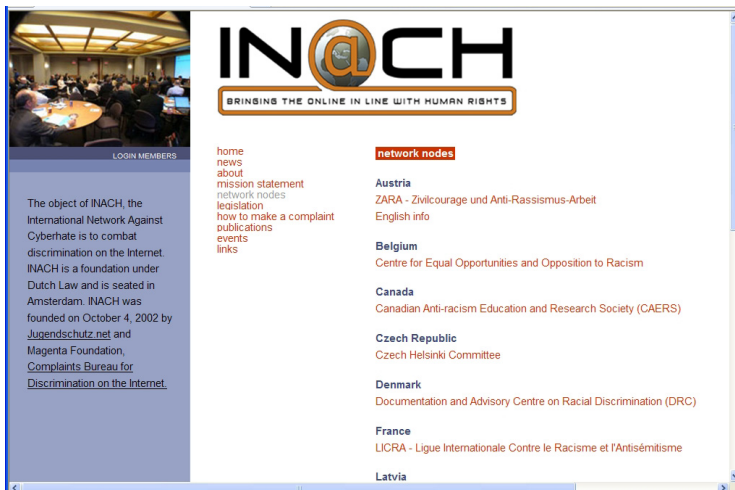 IN@CH
BRINGING THE ONLINE IN LINE WITH HUMAN RIGHTS
LOGIN MEMBERS
The object of INACH, the
International Network Against
Cyberhate is to combat
discrimination on the Internet.
INACH is a foundation under
Dutch Law and is seated in
Amsterdam. INACH was
founded on October 4, 2002 by
Jugendschutz.net and
Magenta Foundation,
Complaints Bureau for
Discrimination on the Internet.
home
news
about
mission statement
network nodes
legislation
how to make a complaint
publications
events
links
network nodes
Austria
ZARA - Zivilcourage und Anti-Rassismus-Arbeit
English info
Belgium
Centre for Equal Opportunities and Opposition to Racism
Canada
Canadian Anti-racism Education and Research Society (CAERS)
Czech Republic
Czech Helsinki Committee
Denmark
Documentation and Advisory Centre on Racial Discrimination (DRC)
France
LICRA - Ligue Internationale Contre le Racisme et l'Antisémitisme
Latvia